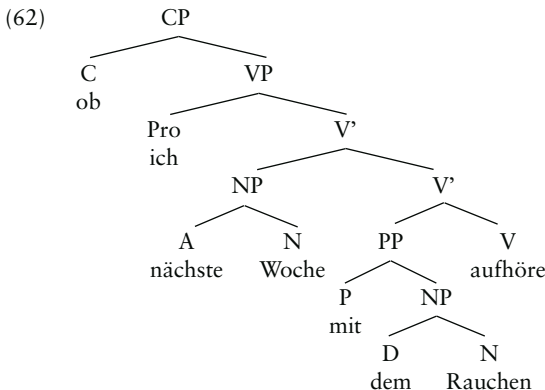 (62) CP
C VP
ob
Pro V’
ich
NP V’
A N PP V
nächste Woche aufhöre
P NP
mit
D N
dem Rauchen